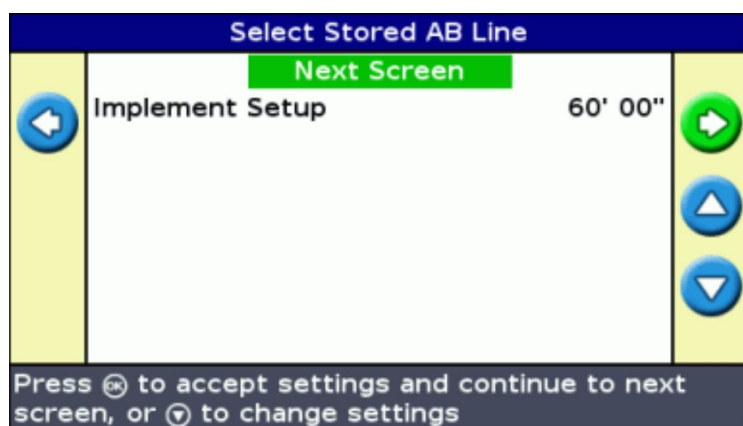 Select Stored AB Line
Next Screen
Implement Setup 60' 00"
Press OK to accept settings and continue to next
screen, or to change settings